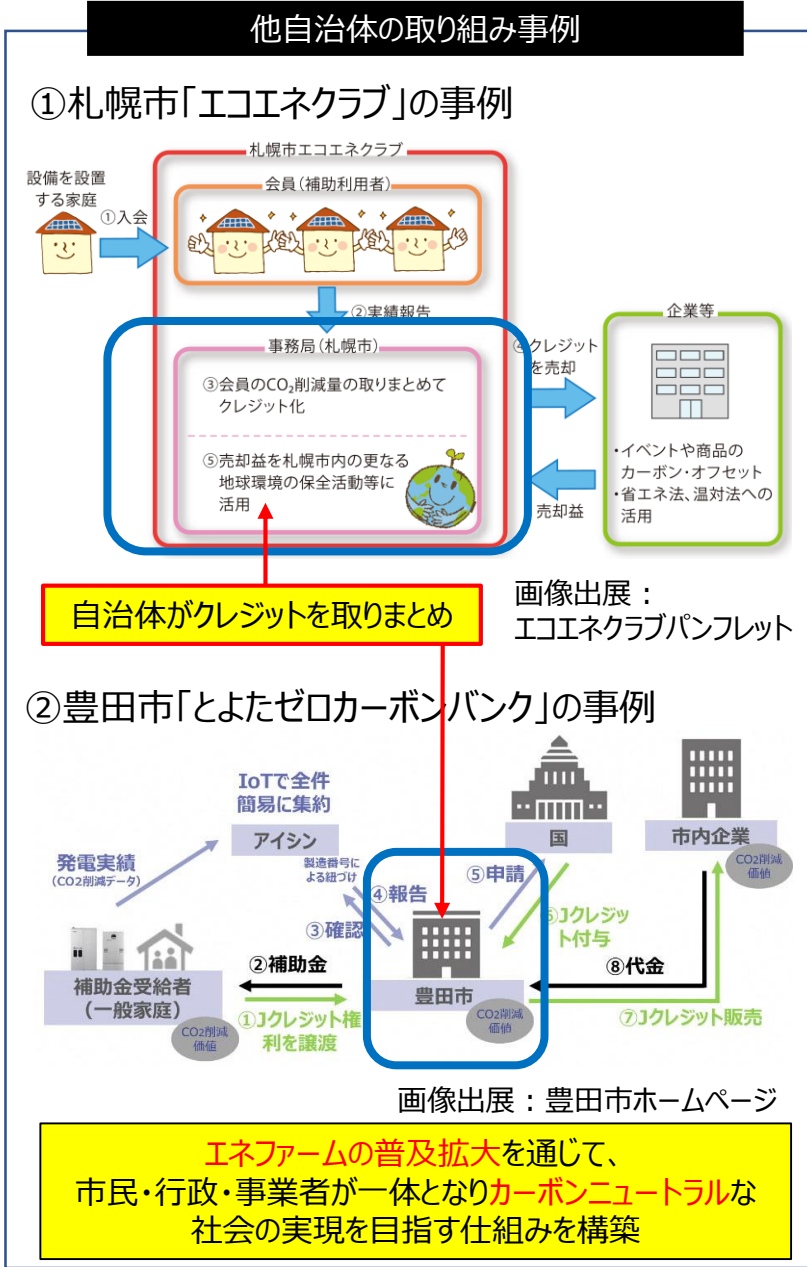 他自治体の取り組み事例
①札幌市「エコエネクラブ」の事例
札幌市エコエネクラブ
設備を設置
する家庭
①入会
会員（補助利用者）
②実績報告
事務局（札幌市）
③会員のCO₂削減量の取りまとめて
クレジット化
⑤売却益を札幌市内の更なる
地球環境の保全活動等に
活用
④クレジット
を売却
売却益
企業等
・イベントや商品の
カーボン・オフセット
・省エネ法、温対法への
活用
自治体がクレジットを取りまとめ
画像出展：
エコエネクラブパンフレット
②豊田市「とよたゼロカーボンバンク」の事例
IoTで全件
簡易に集約
アイシン
発電実績
(CO2削減データ)
製造番号に
よる紐づけ
④報告
③確認
⑤申請
国
⑥Jクレジッ
ト付与
市内企業
CO2削減
価値
②補助金
補助金受給者
(一般家庭)
CO2削減
価値
①Jクレジット権
利を譲渡
豊田市
CO2削減
価値
⑧代金
⑦Jクレジット販売
画像出展：豊田市ホームページ
エネファームの普及拡大を通じて、
市民・行政・事業者が一体となりカーボンニュートラルな
社会の実現を目指す仕組みを構築